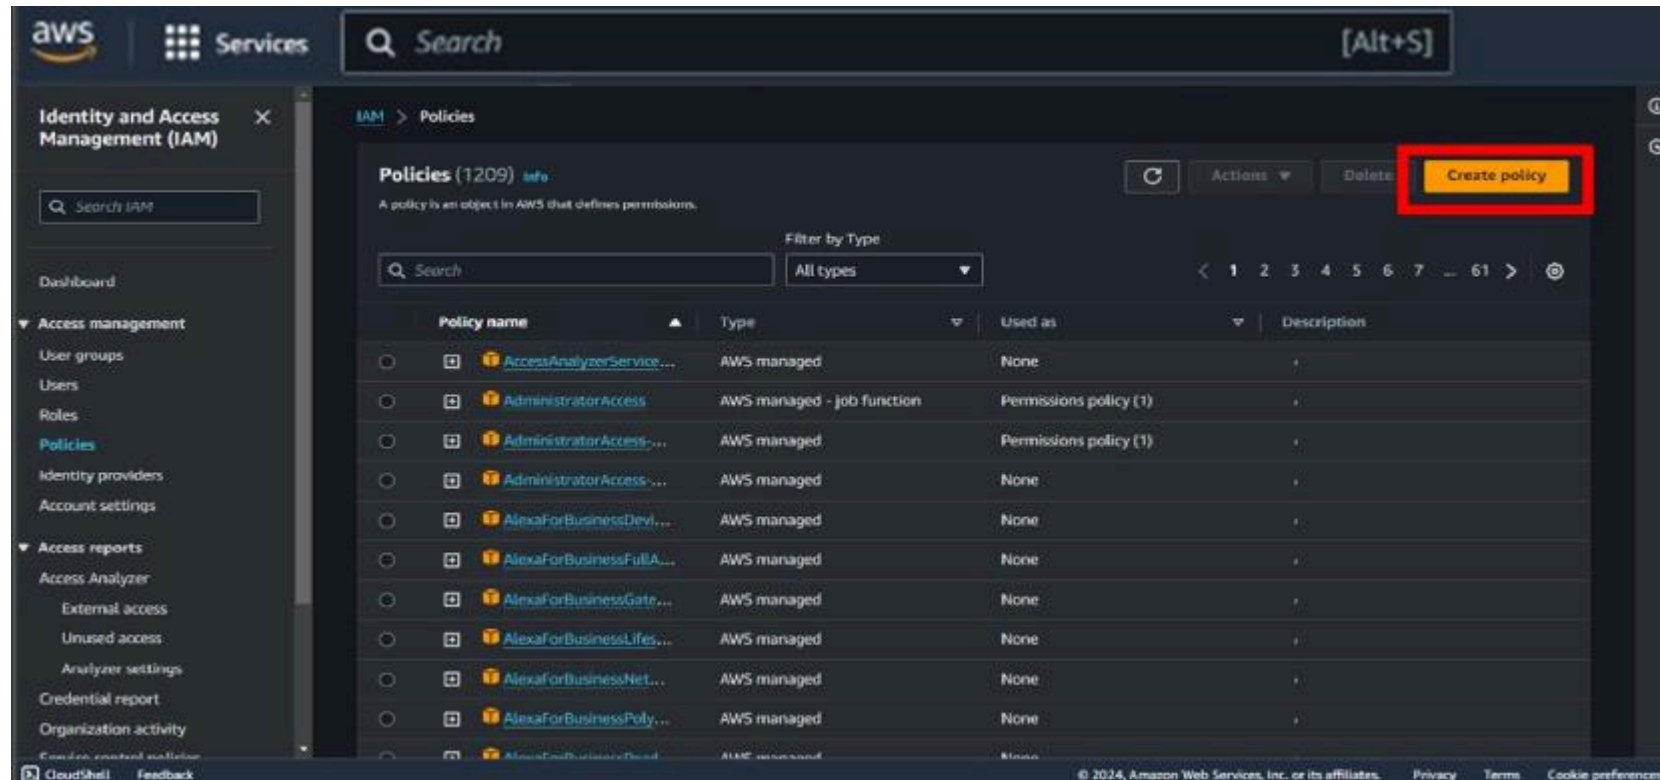 aws
Services
Search
[Alt+S]
Identity and Access
Management (IAM)
Search IAM
Dashboard
Access management
User groups
Users
Roles
Policies
Identity providers
Account settings
Access reports
Access Analyzer
External access
Unused access
Analyzer settings
Credential report
Organization activity
Service control policies
IAM > Policies
Policies (1209) Info
A policy is an object in AWS that defines permissions.
Actions
Delete
Create policy
Filter by Type
Search
All types
1 2 3 4 5 6 7 ... 61
Policy name Type Used as Description
AccessAnalyzerService... AWS managed None
AdministratorAccess AWS managed - job function Permissions policy (1)
AdministratorAccess-... AWS managed Permissions policy (1)
AdministratorAccess-... AWS managed None
AlexaForBusinessDevi... AWS managed None
AlexaForBusinessFullA... AWS managed None
AlexaForBusinessGate... AWS managed None
AlexaForBusinessLifes... AWS managed None
AlexaForBusinessNet... AWS managed None
AlexaForBusinessPoly... AWS managed None
CloudShell Feedback © 2024, Amazon Web Services, Inc. or its affiliates. Privacy Terms Cookie preferences